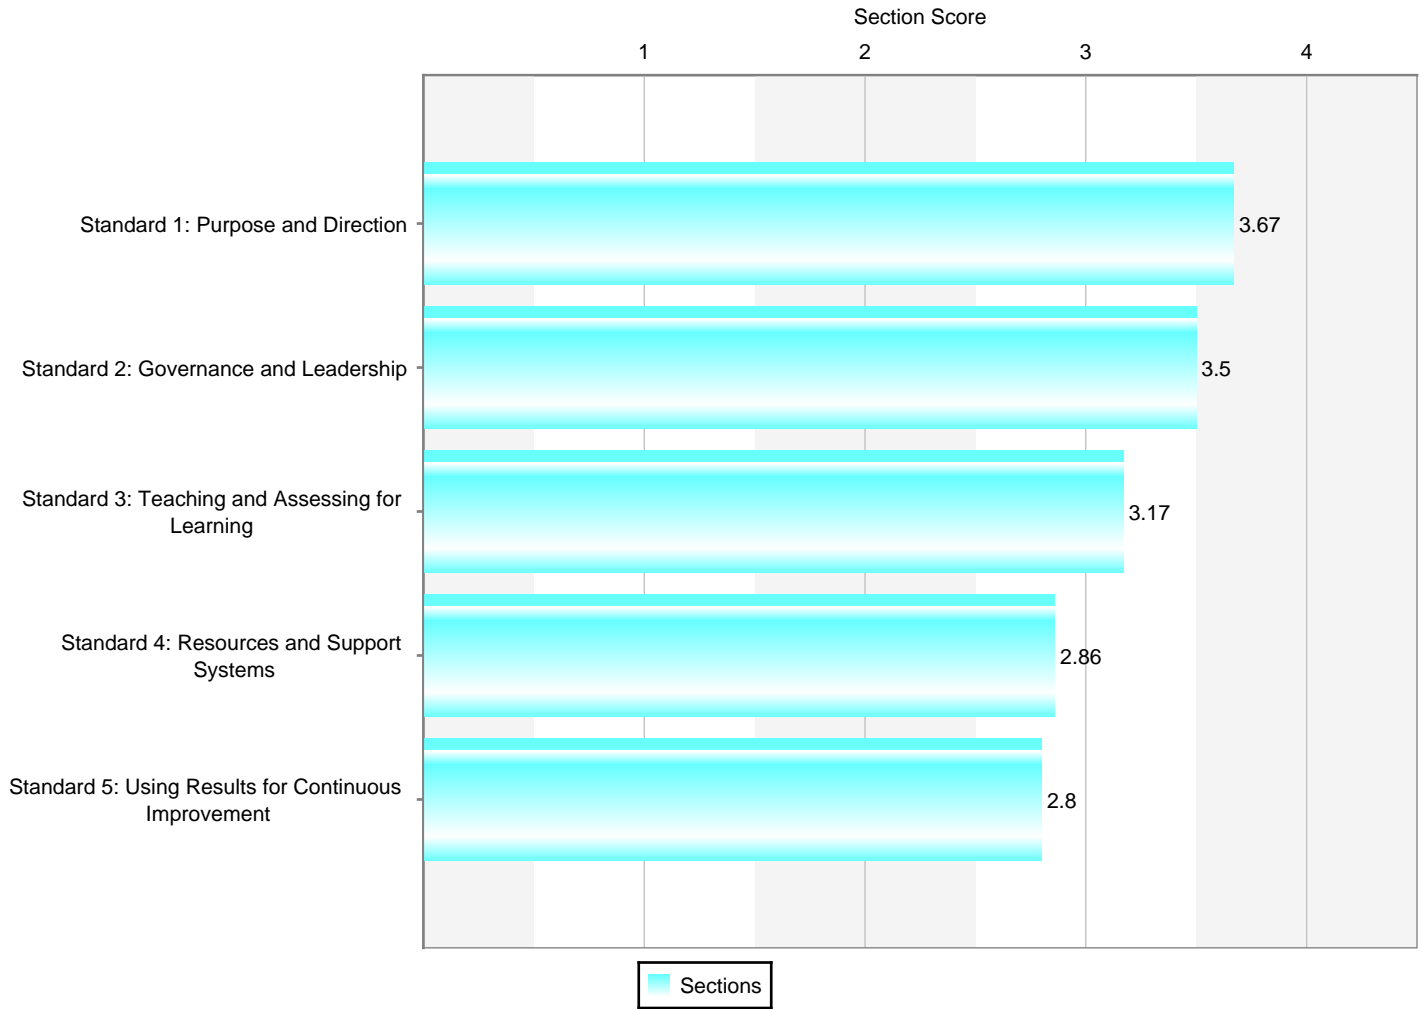 Section Score
1 2 3 4
Standard 1: Purpose and Direction
3.67
Standard 2: Governance and Leadership
3.5
Standard 3: Teaching and Assessing for
Learning
3.17
Standard 4: Resources and Support
Systems
2.86
Standard 5: Using Results for Continuous
Improvement
2.8
Sections